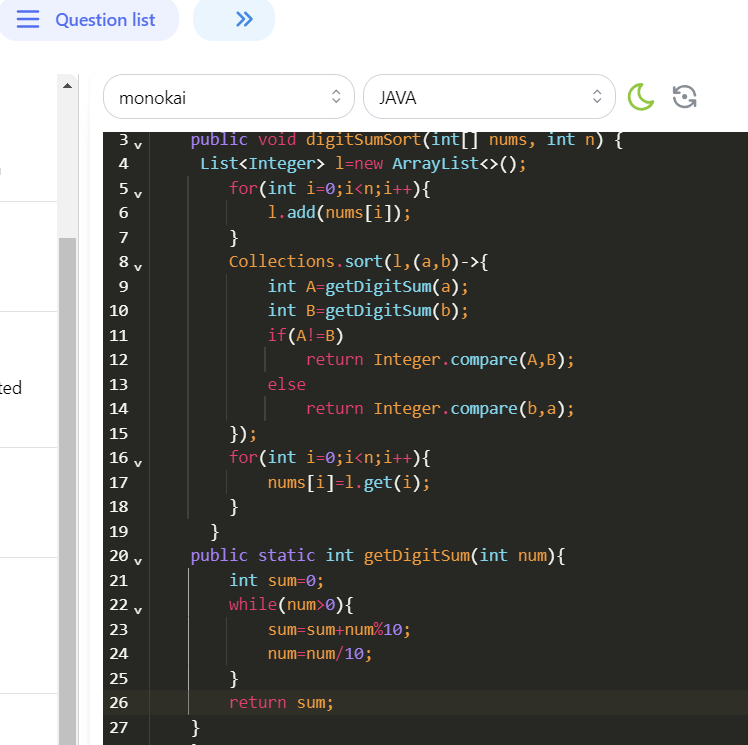 Question list
ted
monokai
JAVA
3 public void digitSumSort(int[] nums, int n) {
4 List<Integer> l=new ArrayList<>();
5 for(int i=0;i<n;i++){
6 l.add(nums[i]);
7 }
8 Collections.sort(l,(a,b)->{
9 int A=getDigitSum(a);
10 int B=getDigitSum(b);
11 if(A!=B)
12 return Integer.compare(A,B);
13 else
14 return Integer.compare(b,a);
15 });
16 for(int i=0;i<n;i++){
17 nums[i]=l.get(i);
18 }
19 }
20 public static int getDigitSum(int num){
21 int sum=0;
22 while(num>0){
23 sum=sum+num%10;
24 num=num/10;
25 }
26 return sum;
27 }